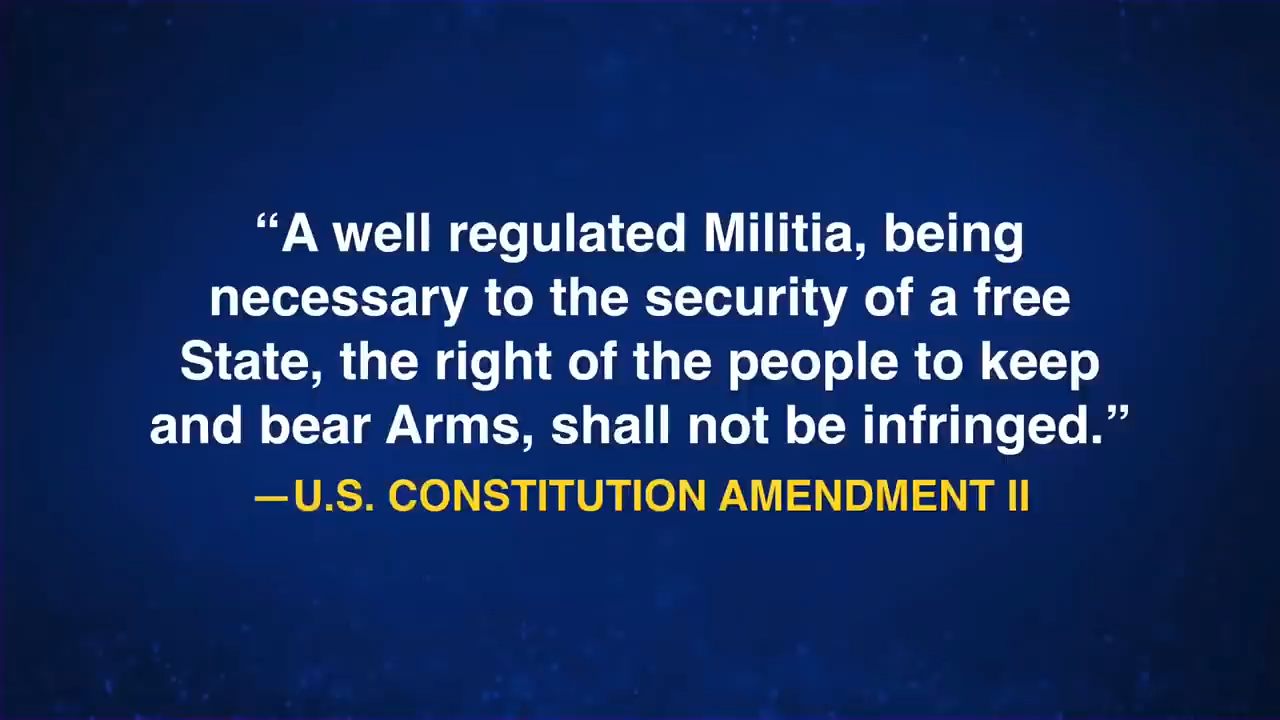 “A well regulated Militia, being
necessary to the security of a free
State, the right of the people to keep
and bear Arms, shall not be infringed.”
—U.S. CONSTITUTION AMENDMENT II